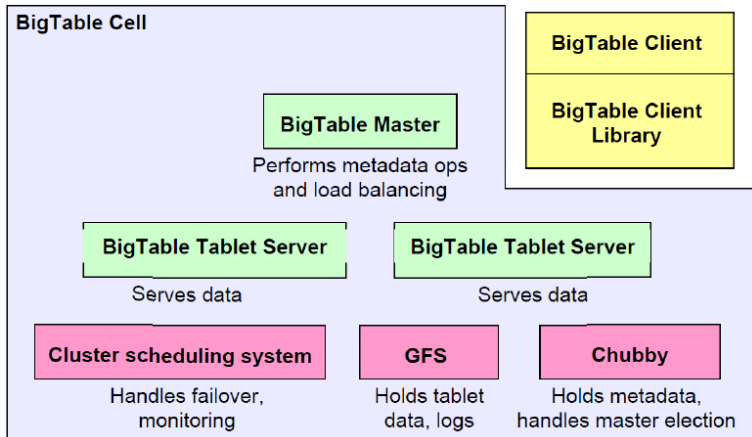 BigTable Cell
BigTable Client
BigTable Client
Library
BigTable Master
Performs metadata ops
and load balancing
BigTable Tablet Server
BigTable Tablet Server
Serves data
Serves data
Cluster scheduling system
GFS
Chubby
Handles failover,
monitoring
Holds tablet
data, logs
Holds metadata,
handles master election